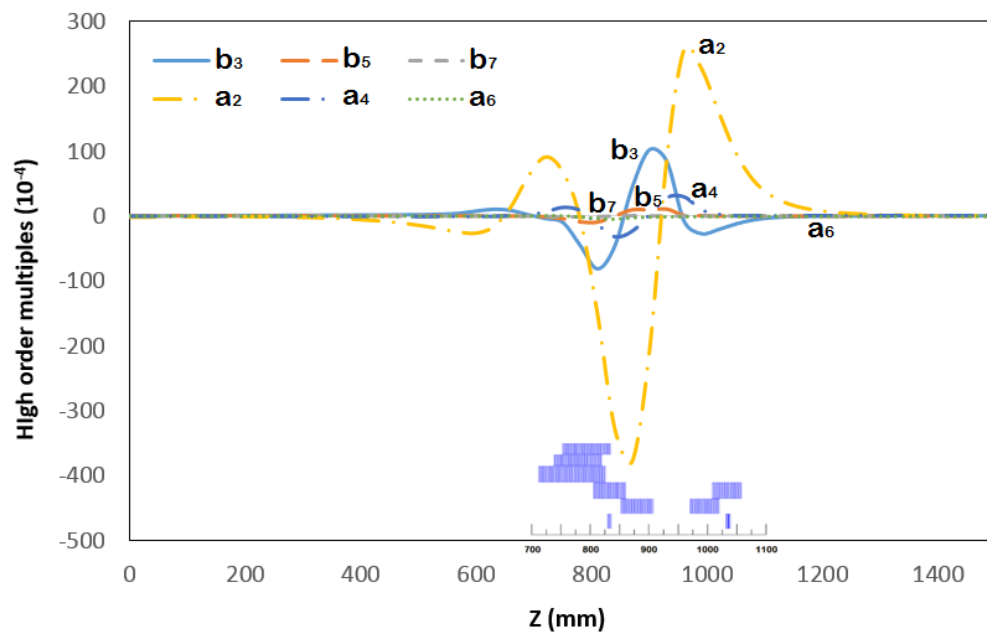 300
200
100
0
-100
-200
-300
-400
-500
HIgh order multiples (10-4)
b3 b5 b7
a2 a4 a6
a2
b3
b7
b5
a4
a6
700 800 900 1000 1100
0 200 400 600 800 1000 1200 1400
Z (mm)